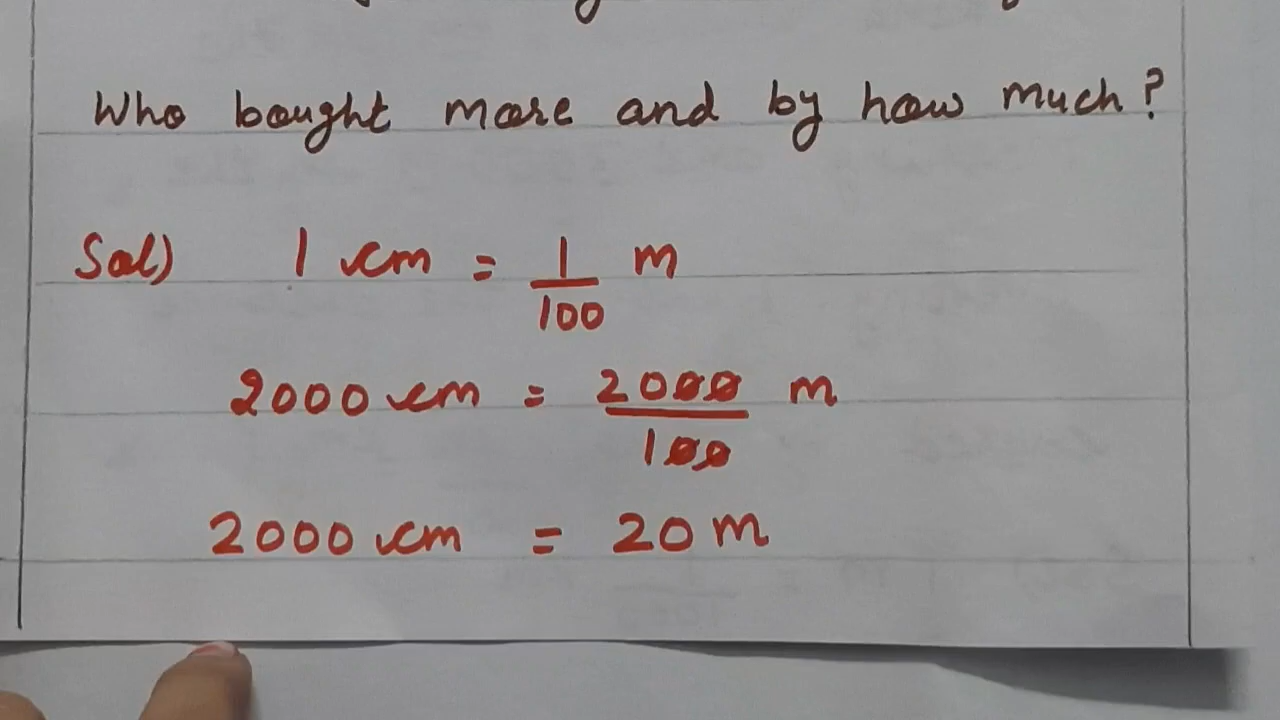 Who bought more and by how much?
Sol) 1 cm = 1/100 m
2000 cm = 2000/100 m
2000 cm = 20 m